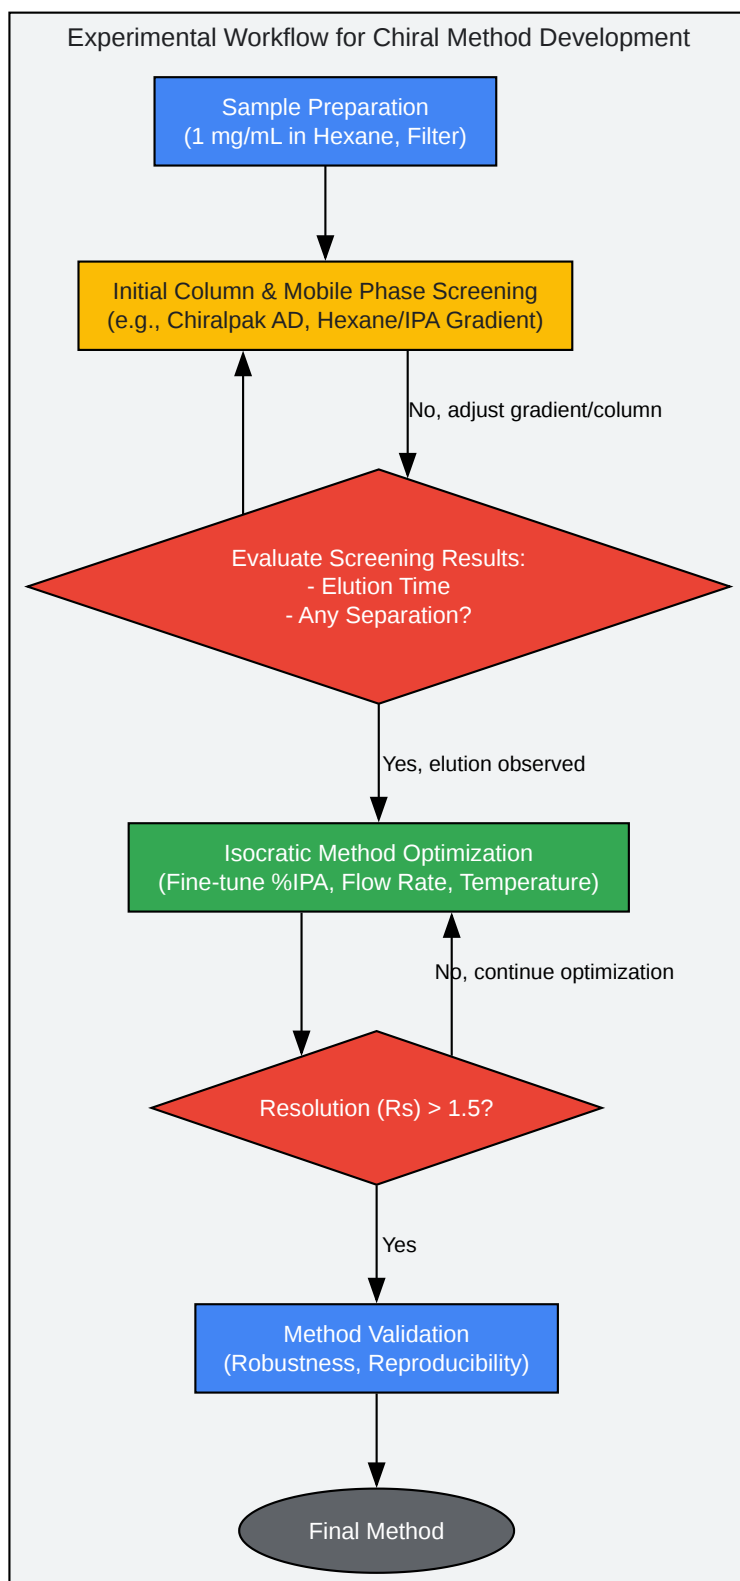 Experimental Workflow for Chiral Method Development
Sample Preparation
(1 mg/mL in Hexane, Filter)
Initial Column & Mobile Phase Screening
(e.g., Chiralpak AD, Hexane/IPA Gradient)
No, adjust gradient/column
Evaluate Screening Results:
- Elution Time
- Any Separation?
Yes, elution observed
Isocratic Method Optimization
(Fine-tune %IPA, Flow Rate, Temperature)
No, continue optimization
Resolution (Rs) > 1.5?
Yes
Method Validation
(Robustness, Reproducibility)
Final Method